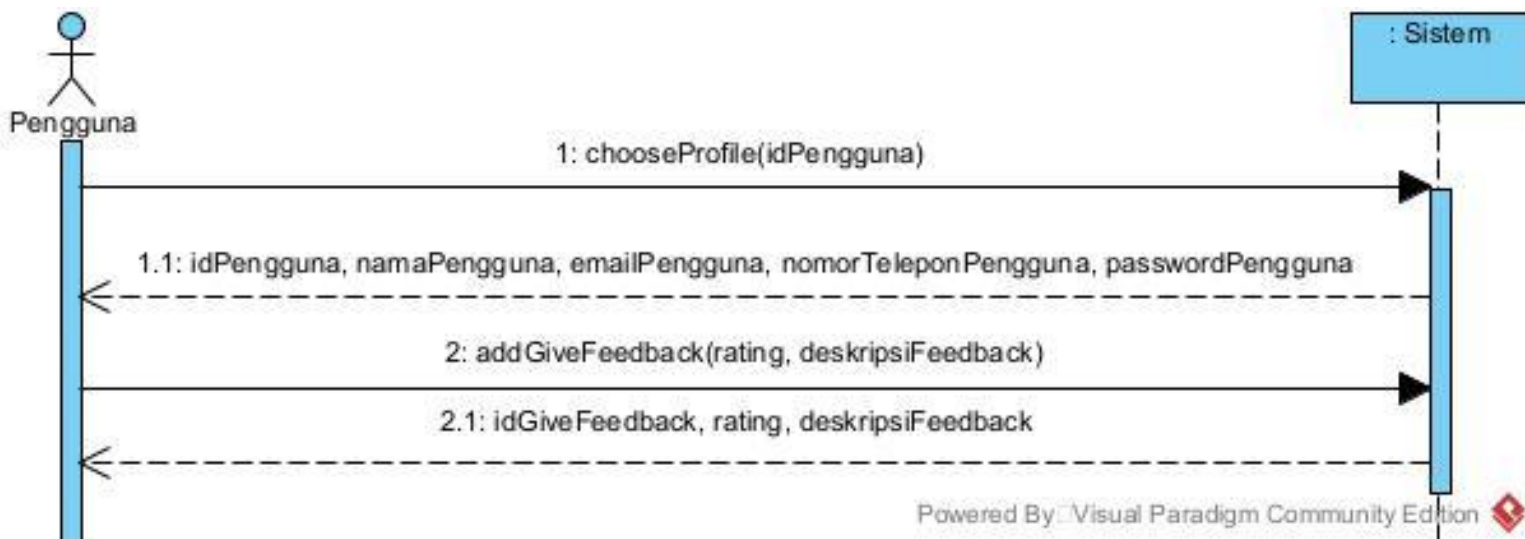 : Sistem
Pengguna
1: chooseProfile(idPengguna)
1.1: idPengguna, namaPengguna, emailPengguna, nomorTeleponPengguna, passwordPengguna
2: addGiveFeedback(rating, deskripsiFeedback)
2.1: idGiveFeedback, rating, deskripsiFeedback
Powered By Visual Paradigm Community Edition